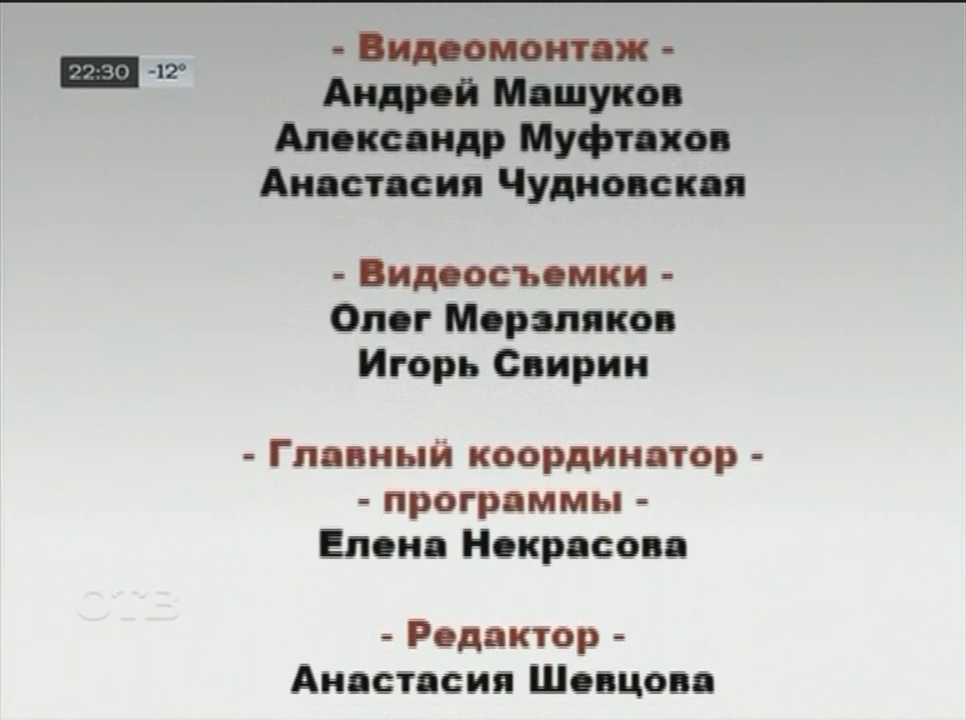 - Видеомонтаж -
22:30 -12°
Андрей Машуков
Александр Муфтахов
Анастасия Чудновская
- Видеосъемки -
Олег Мерзляков
Игорь Свирин
- Главный координатор -
- программы -
Елена Некрасова
ОТВ
- Редактор -
Анастасия Шевцова